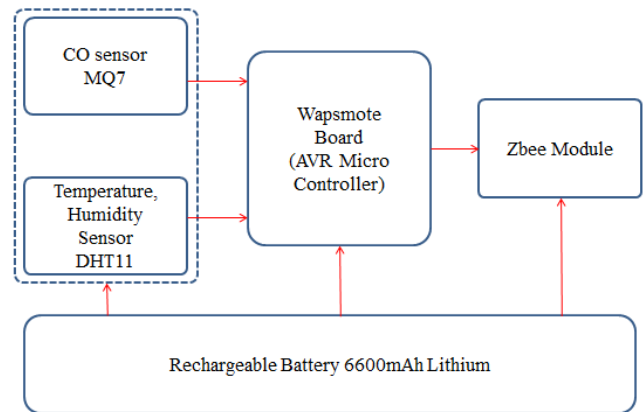 CO sensor
MQ7
Wapsmote
Board
(AVR Micro
Controller)
Zbee Module
Temperature,
Humidity
Sensor
DHT11
Rechargeable Battery 6600mAh Lithium